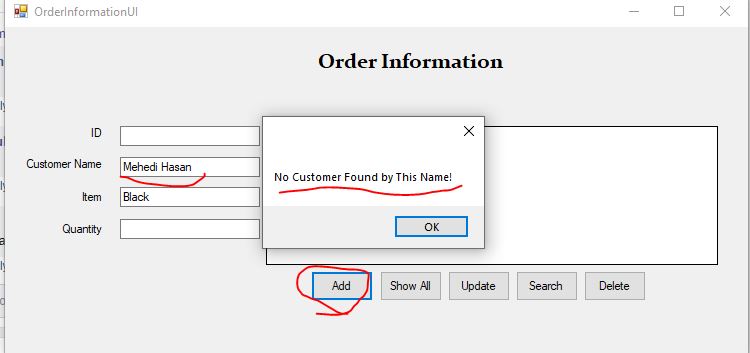 OrderInformationUI
Order Information
ID
Customer Name Mehedi Hasan
Item Black
Quantity
No Customer Found by This Name!
OK
Add Show All Update Search Delete